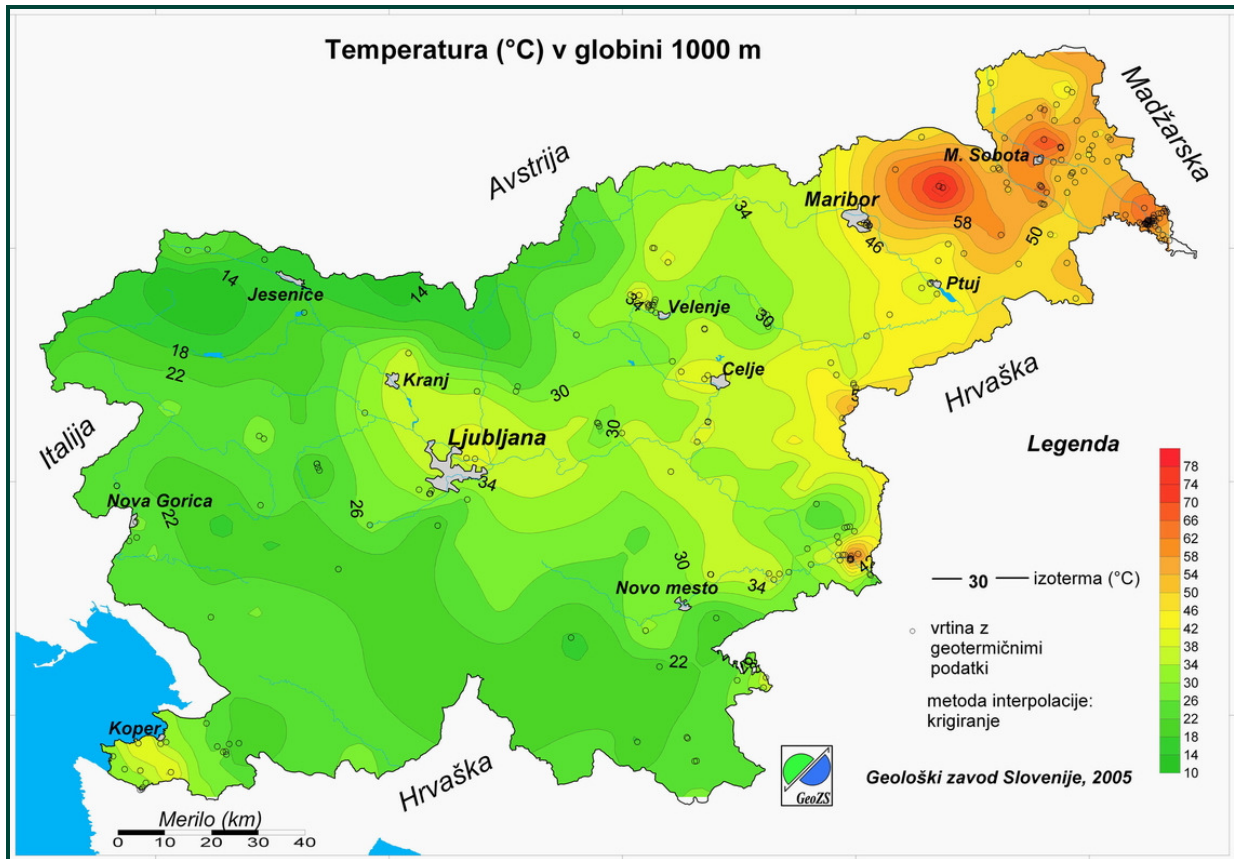 Temperatura (°C) v globini 1000 m
Avstrija
Madžarska
M. Sobota
Maribor
34
58
50
46
14
Jesenice
14
Ptuj
34
Velenje
30
18
22
Kranj
Celje
30
Hrvaška
Italija
30
Ljubljana
Legenda
34
78
74
70
66
62
58
54
50
46
42
38
34
30
26
22
18
14
10
Nova Gorica
22
26
30
34
Novo mesto
22
30 izoterma (°C)
vrtina z
geotermičnimi
podatki
metoda interpolacije:
krigiranje
Koper
Hrvaška
GeoZS
Geološki zavod Slovenije, 2005
Merilo (km)
0 10 20 30 40